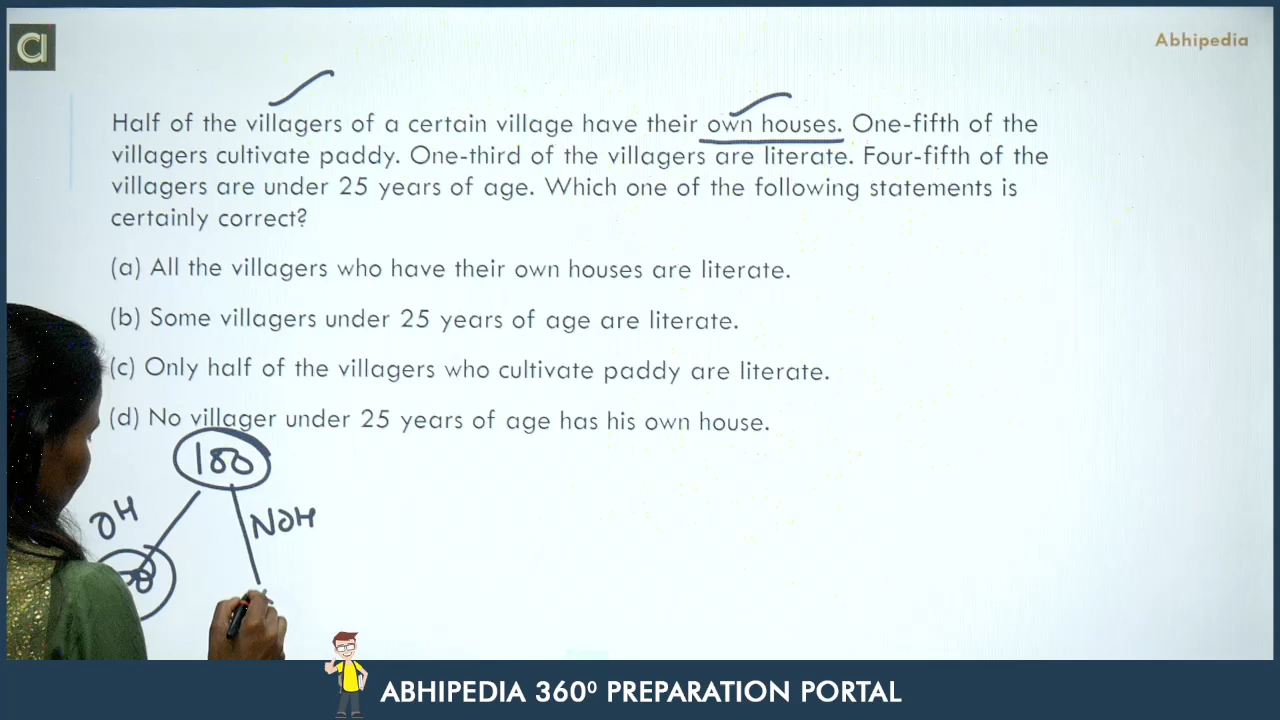 Abhipedia
Half of the villagers of a certain village have their own houses. One-fifth of the
villagers cultivate paddy. One-third of the villagers are literate. Four-fifth of the
villagers are under 25 years of age. Which one of the following statements is
certainly correct?
(a) All the villagers who have their own houses are literate.
(b) Some villagers under 25 years of age are literate.
(c) Only half of the villagers who cultivate paddy are literate.
(d) No villager under 25 years of age has his own house.
100
OH
NOH
ABHIPEDIA 360⁰ PREPARATION PORTAL